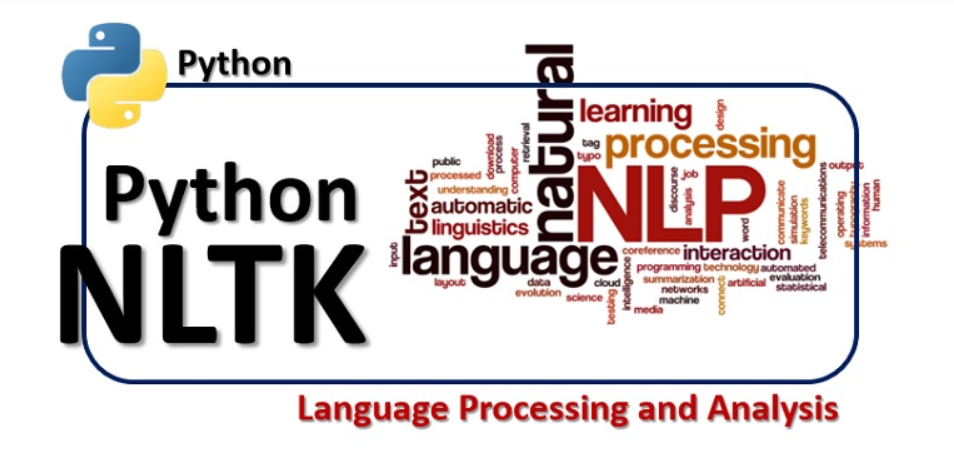 Python
Python
NLTK
natural
learning
design
processing
tag
typo
retrieval
download
process
computer
public
processed
understanding
text
automatic
linguistics
NLP
discourse
job
analysis
word
communicate
simulation
keywords
telecommunications
output
operating
typography
information
human
systems
input
language
coreference
interaction
layout
data
evolution
cloud
science
testing
intelligence
media
programming technology automated
summarization
artificial
evaluation
networks
statistical
machine
connect
Language Processing and Analysis